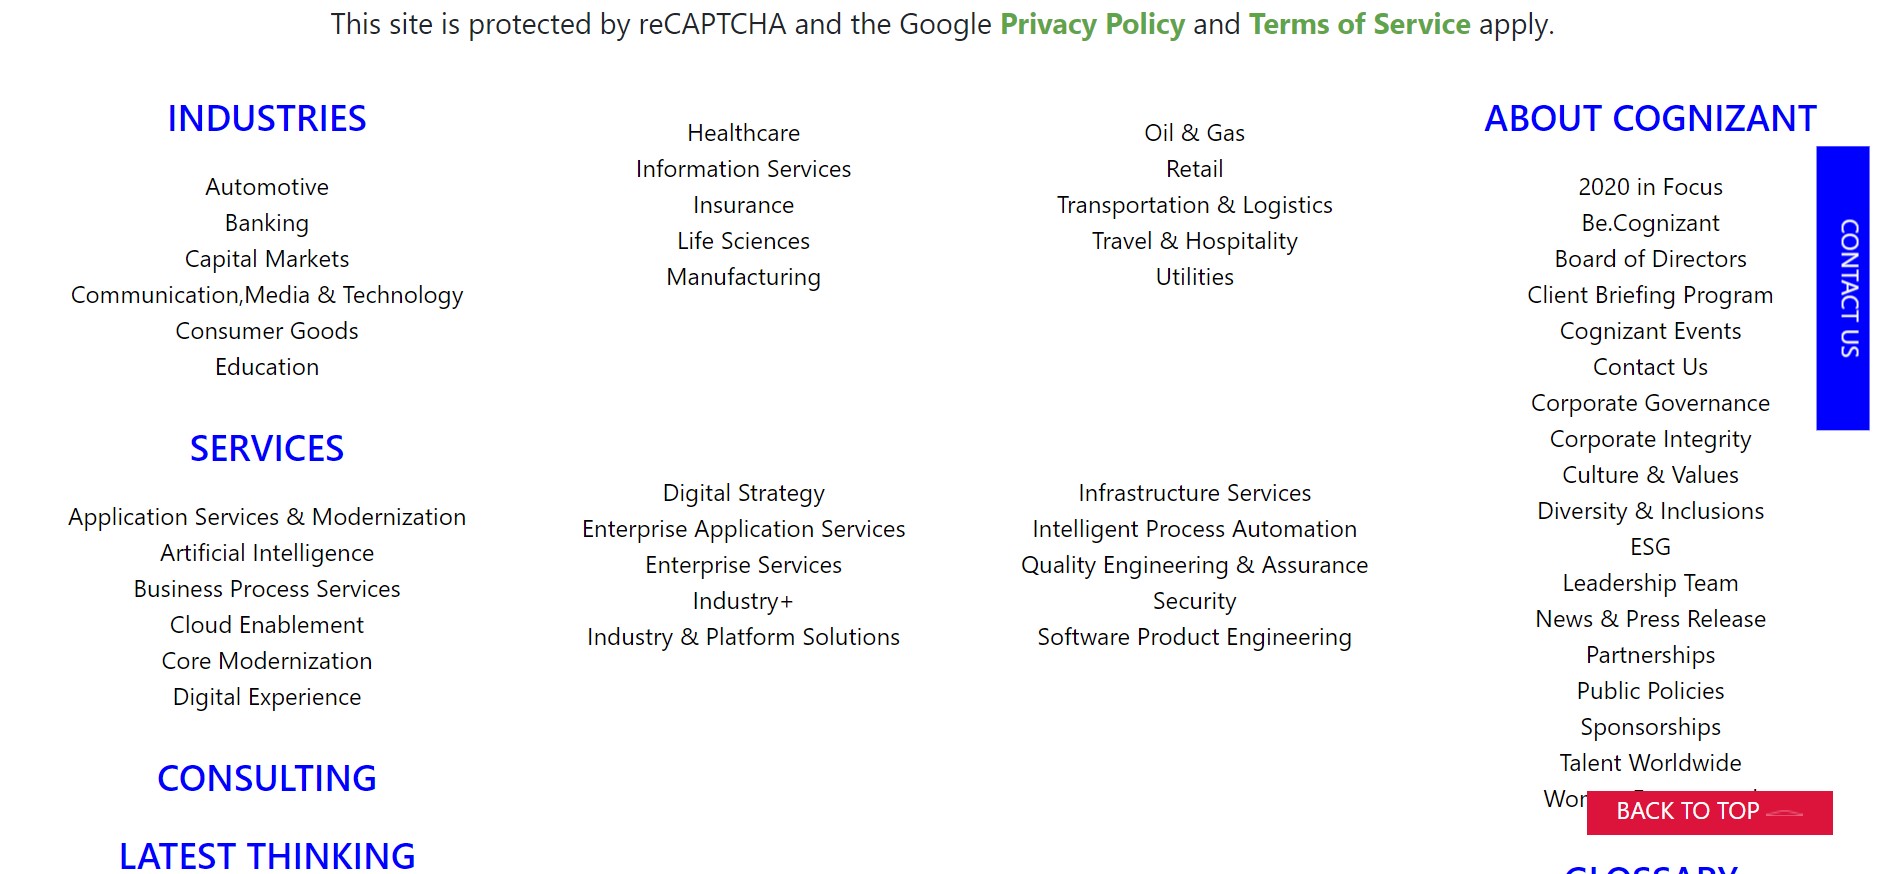 This site is protected by reCAPTCHA and the Google Privacy Policy and Terms of Service apply.
INDUSTRIES
Automotive
Banking
Capital Markets
Communication,Media & Technology
Consumer Goods
Education
Healthcare
Information Services
Insurance
Life Sciences
Manufacturing
Oil & Gas
Retail
Transportation & Logistics
Travel & Hospitality
Utilities
SERVICES
Application Services & Modernization
Artificial Intelligence
Business Process Services
Cloud Enablement
Core Modernization
Digital Experience
Digital Strategy
Enterprise Application Services
Enterprise Services
Industry+
Industry & Platform Solutions
Infrastructure Services
Intelligent Process Automation
Quality Engineering & Assurance
Security
Software Product Engineering
CONSULTING
LATEST THINKING
ABOUT COGNIZANT
2020 in Focus
Be.Cognizant
Board of Directors
Client Briefing Program
Cognizant Events
Contact Us
Corporate Governance
Corporate Integrity
Culture & Values
Diversity & Inclusions
ESG
Leadership Team
News & Press Release
Partnerships
Public Policies
Sponsorships
Talent Worldwide
GLOSSARY
CONTACT US
BACK TO TOP